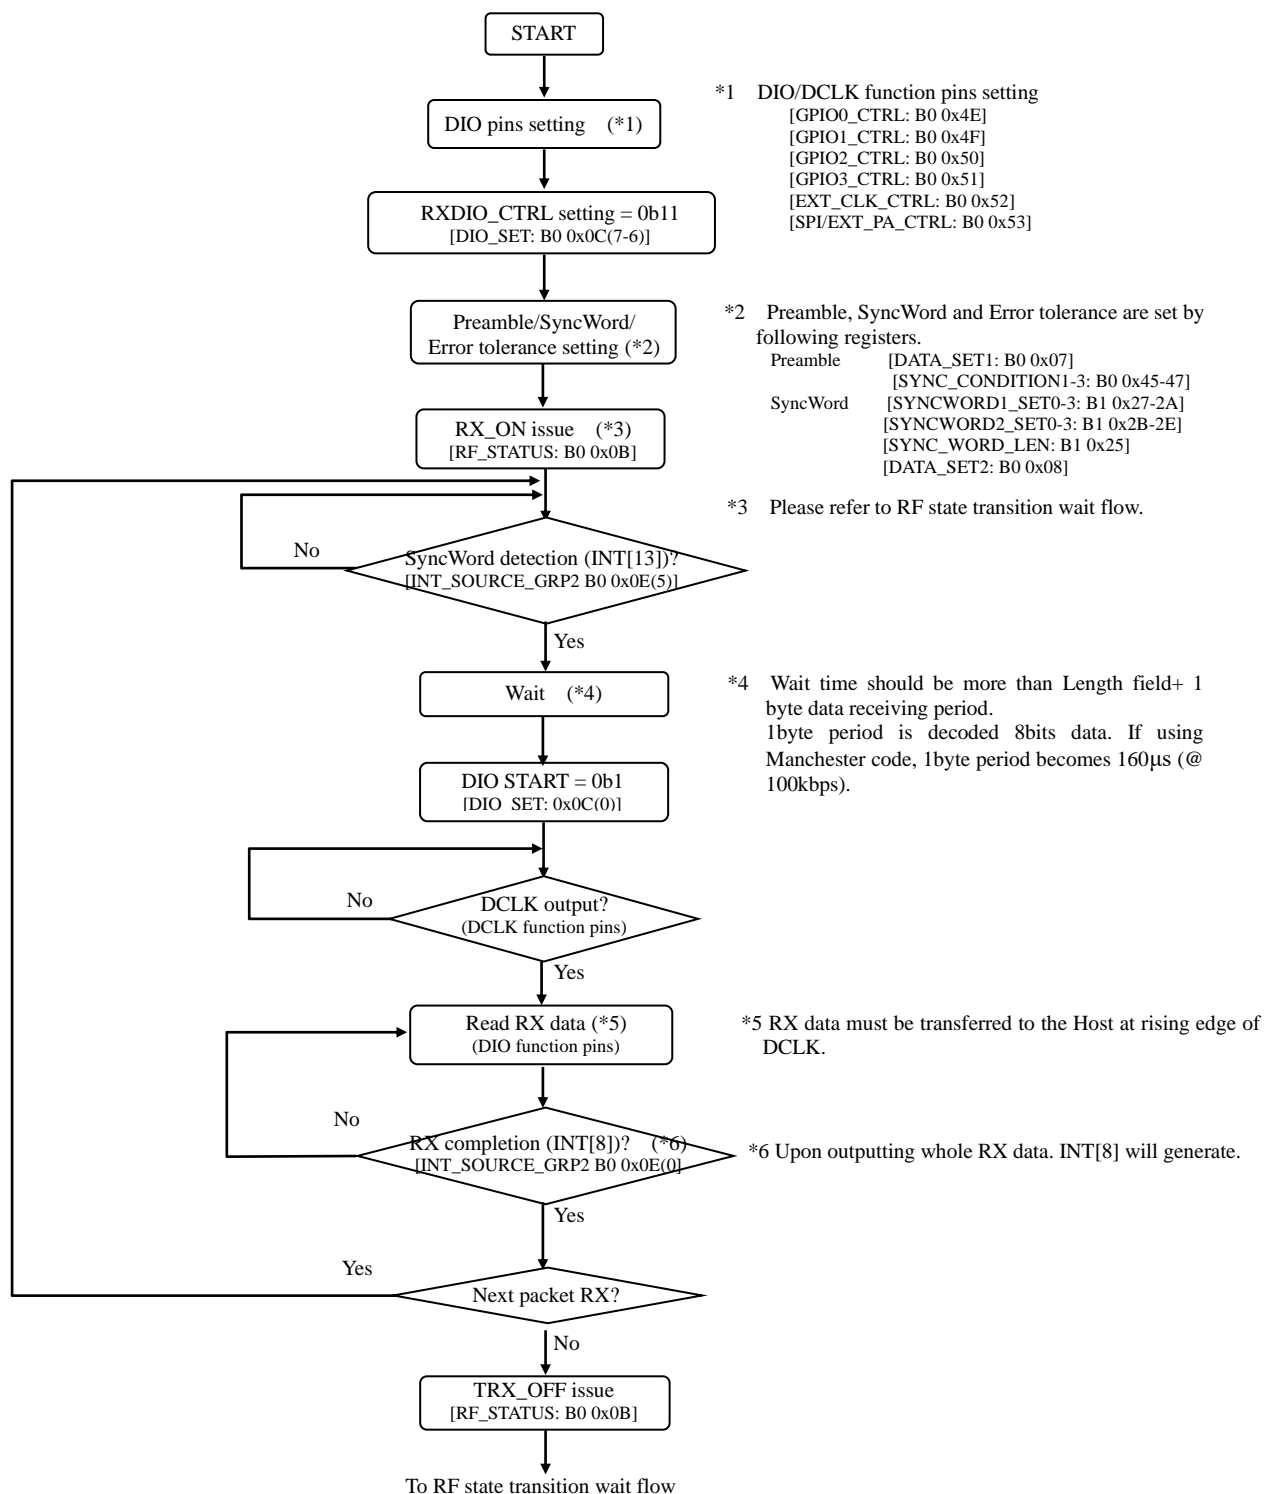 START
DIO pins setting (*1)
*1 DIO/DCLK function pins setting
[GPIO0_CTRL: B0 0x4E]
[GPIO1_CTRL: B0 0x4F]
[GPIO2_CTRL: B0 0x50]
[GPIO3_CTRL: B0 0x51]
[EXT_CLK_CTRL: B0 0x52]
[SPI/EXT_PA_CTRL: B0 0x53]
RXDIO_CTRL setting = 0b11
[DIO_SET: B0 0x0C(7-6)]
Preamble/SyncWord/
Error tolerance setting (*2)
*2 Preamble, SyncWord and Error tolerance are set by
following registers.
Preamble [DATA_SET1: B0 0x07]
[SYNC_CONDITION1-3: B0 0x45-47]
SyncWord [SYNCWORD1_SET0-3: B1 0x27-2A]
[SYNCWORD2_SET0-3: B1 0x2B-2E]
[SYNC_WORD_LEN: B1 0x25]
[DATA_SET2: B0 0x08]
RX_ON issue (*3)
[RF_STATUS: B0 0x0B]
*3 Please refer to RF state transition wait flow.
No
SyncWord detection (INT[13])?
[INT_SOURCE_GRP2 B0 0x0E(5)]
Yes
Wait (*4)
*4 Wait time should be more than Length field+ 1
byte data receiving period.
1byte period is decoded 8bits data. If using
Manchester code, 1byte period becomes 160μs (@
100kbps).
DIO START = 0b1
[DIO_SET: 0x0C(0)]
No
DCLK output?
(DCLK function pins)
Yes
Read RX data (*5)
(DIO function pins)
*5 RX data must be transferred to the Host at rising edge of
DCLK.
No
RX completion (INT[8])? (*6)
[INT_SOURCE_GRP2 B0 0x0E(0]
*6 Upon outputting whole RX data. INT[8] will generate.
Yes
Yes
Next packet RX?
No
TRX_OFF issue
[RF_STATUS: B0 0x0B]
To RF state transition wait flow